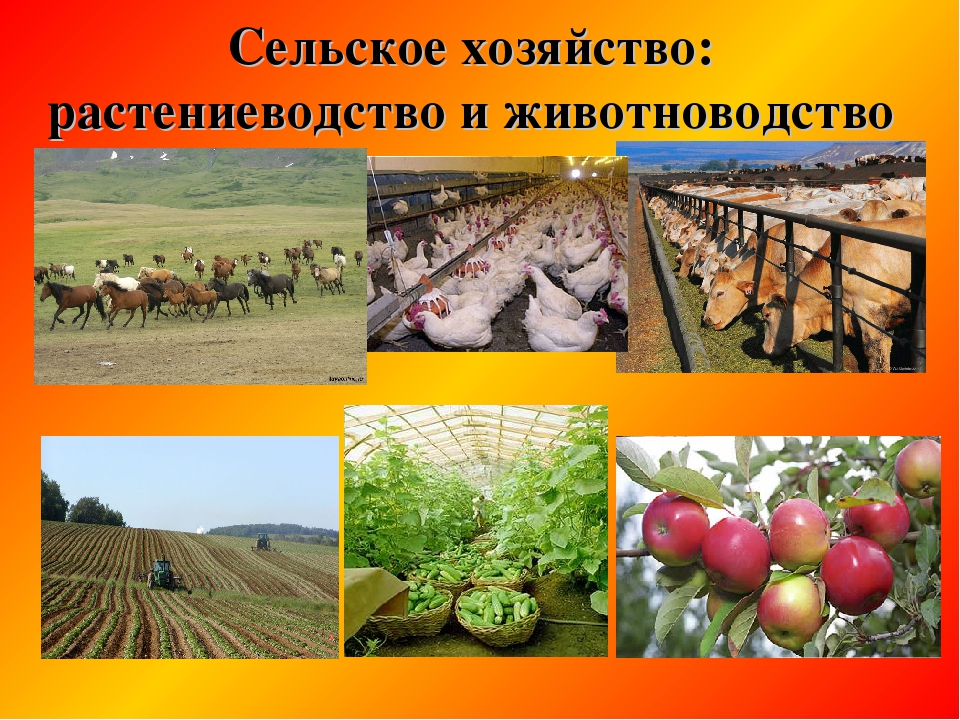 Сельское хозяйство:
растениеводство и животноводство